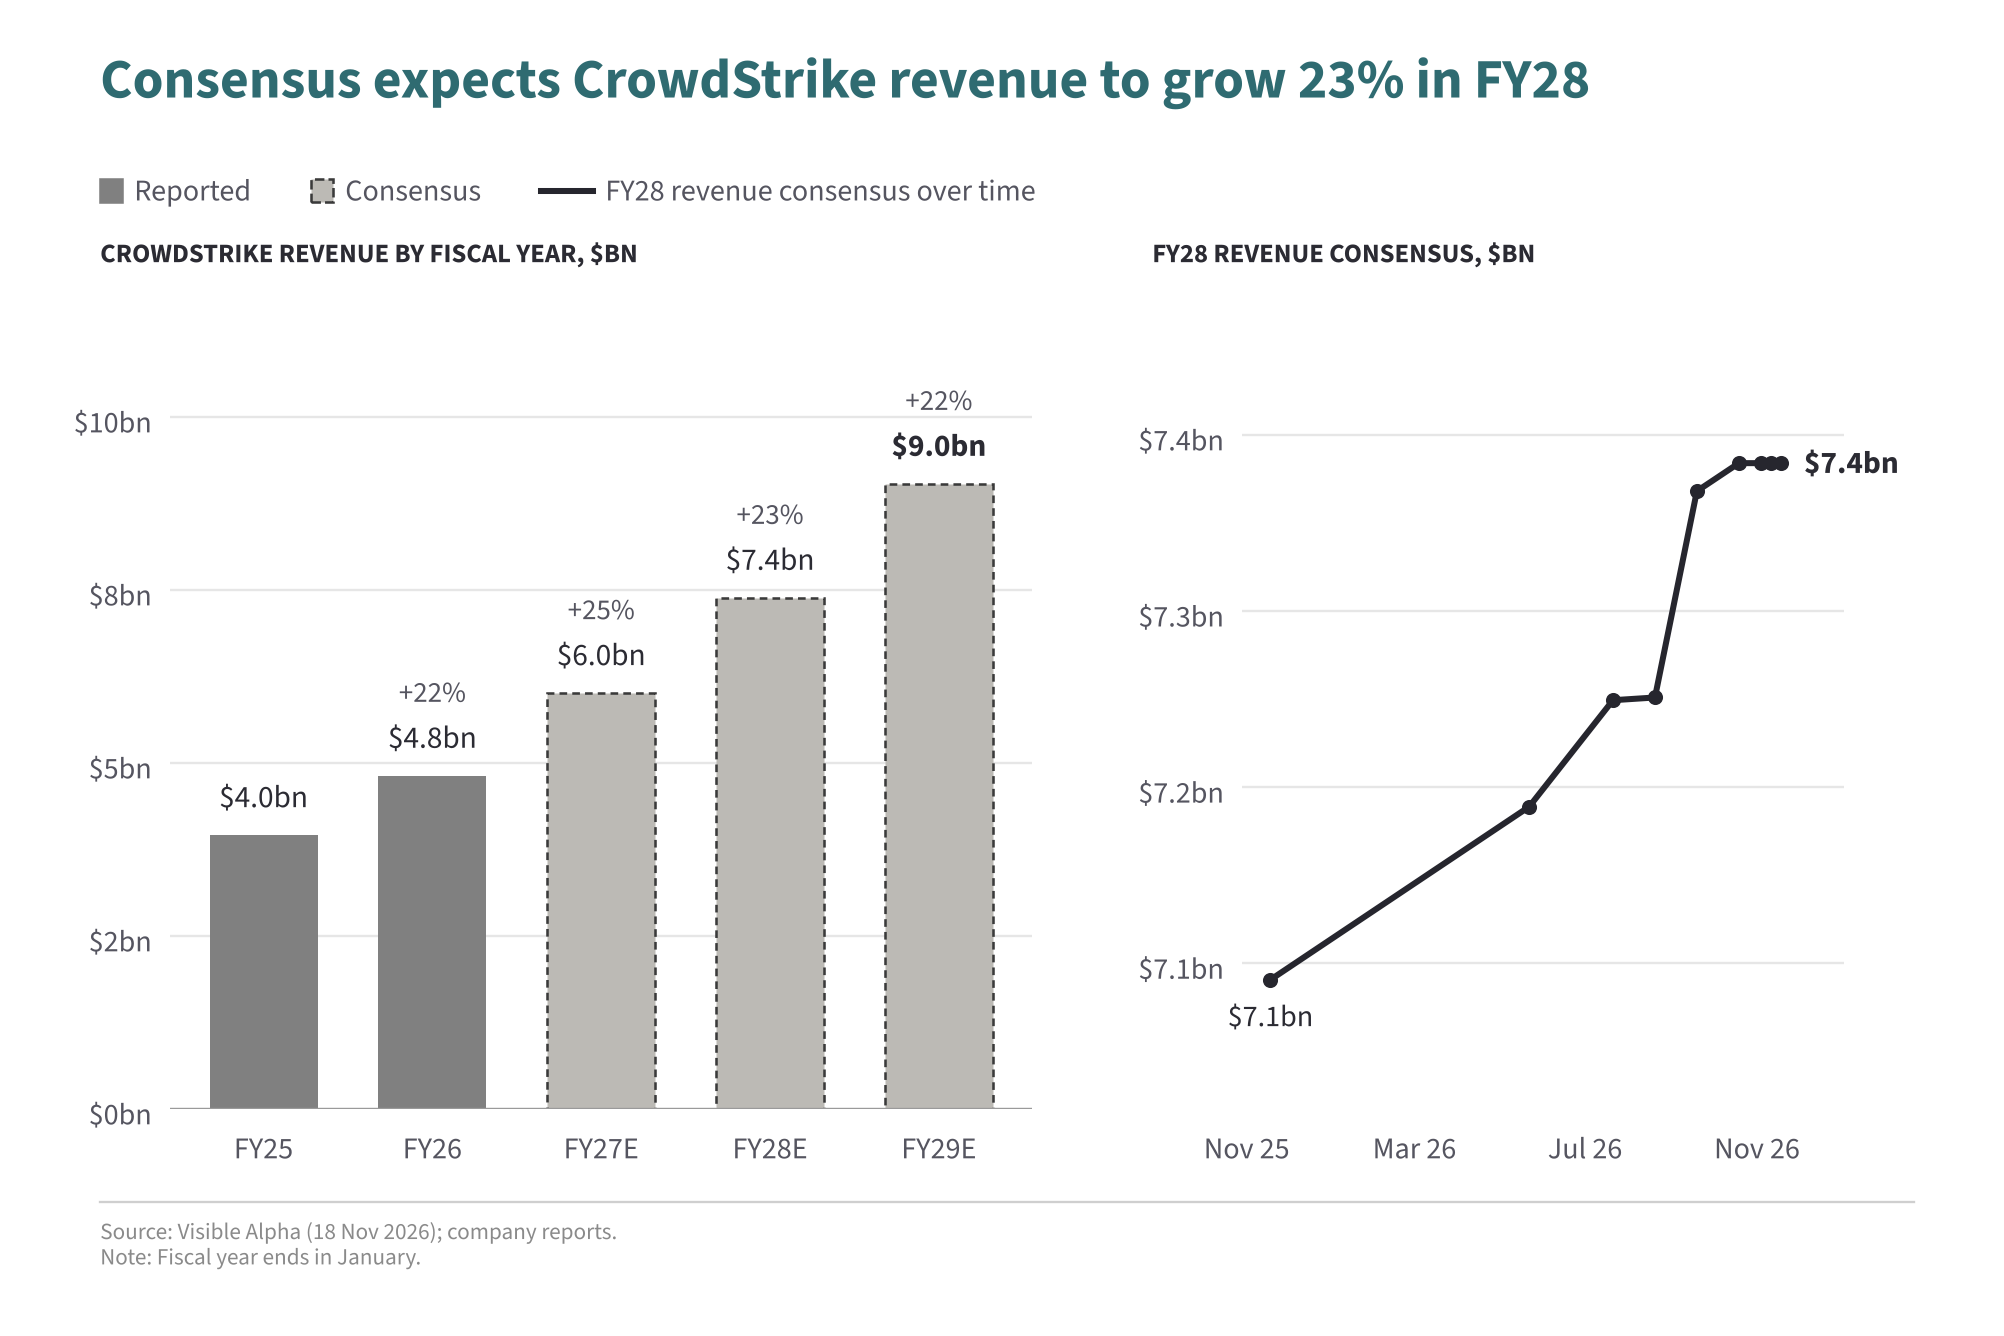 Consensus expects CrowdStrike revenue to grow 23% in FY28
Reported
Consensus
FY28 revenue consensus over time
CROWDSTRIKE REVENUE BY FISCAL YEAR, $BN
$10bn
$8bn
$5bn
$2bn
$0bn
$4.0bn
+22%
$4.8bn
+25%
$6.0bn
+23%
$7.4bn
+22%
$9.0bn
FY25
FY26
FY27E
FY28E
FY29E
FY28 REVENUE CONSENSUS, $BN
$7.4bn
$7.3bn
$7.2bn
$7.1bn
$7.1bn
$7.4bn
Nov 25
Mar 26
Jul 26
Nov 26
Source: Visible Alpha (18 Nov 2026); company reports.
Note: Fiscal year ends in January.